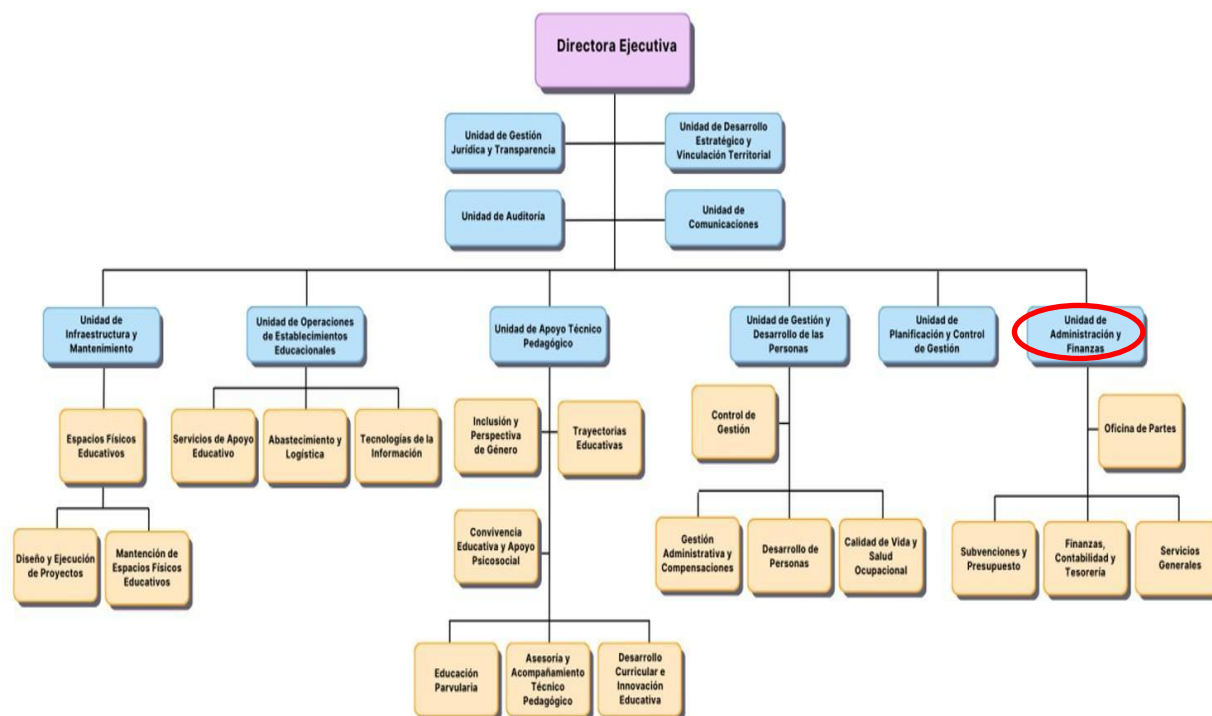 Directora Ejecutiva
Unidad de Gestión
Jurídica y Transparencia
Unidad de Desarrollo
Estratégico y
Vinculación Territorial
Unidad de Auditoría
Unidad de
Comunicaciones
Unidad de
Infraestructura y
Mantenimiento
Unidad de Operaciones
de Establecimientos
Educacionales
Unidad de Apoyo Técnico
Pedagógico
Unidad de Gestión y
Desarrollo de las
Personas
Unidad de
Planificación y Control
de Gestión
Unidad de
Administración y
Finanzas
Espacios Físicos
Educativos
Servicios de Apoyo
Educativo
Abastecimiento y
Logística
Tecnologías de la
Información
Inclusión y
Perspectiva
de Género
Trayectorias
Educativas
Control de
Gestión
Oficina de Partes
Diseño y Ejecución
de Proyectos
Mantención de
Espacios Físicos
Educativos
Convivencia
Educativa y Apoyo
Psicosocial
Gestión
Administrativa y
Compensaciones
Desarrollo de
Personas
Calidad de Vida y
Salud
Ocupacional
Subvenciones y
Presupuesto
Finanzas,
Contabilidad y
Tesorería
Servicios
Generales
Educación
Parvularia
Asesoría y
Acompañamiento
Técnico
Pedagógico
Desarrollo
Curricular e
Innovación
Educativa